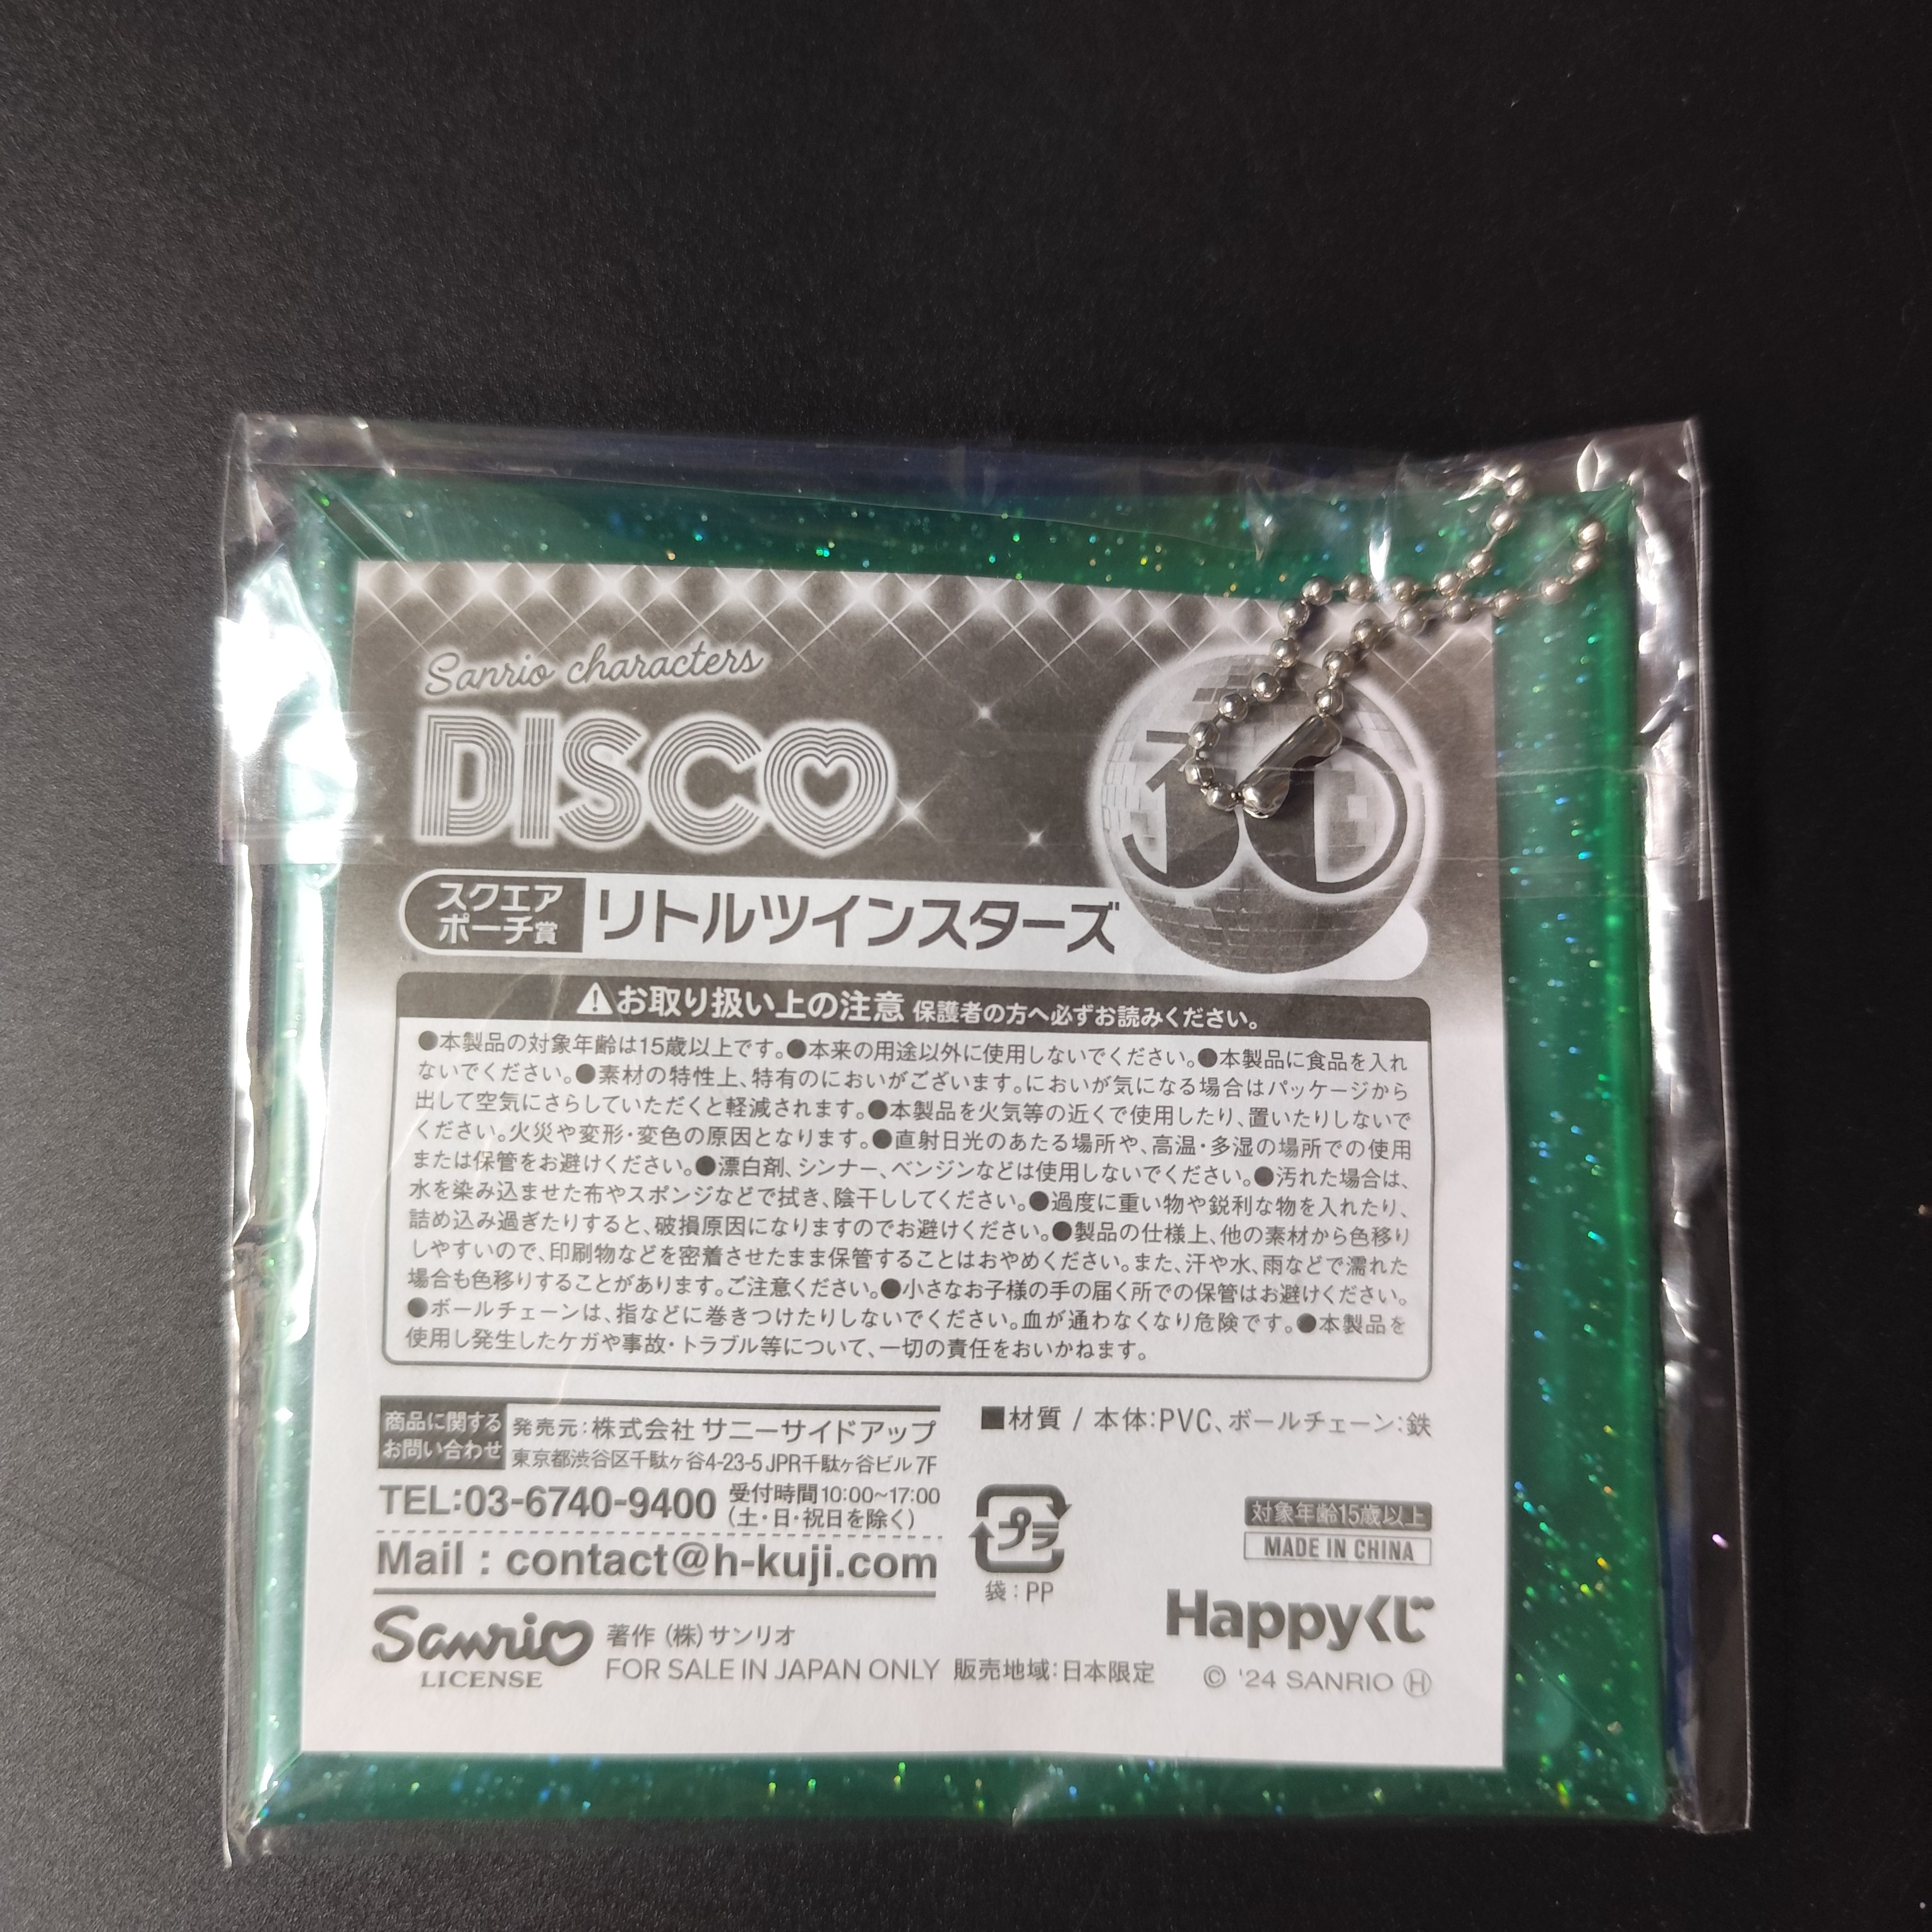 Sanrio characters
DISCO
スクエア
ポーチ賞
リトルツインスターズ
⚠お取り扱い上の注意 保護者の方へ必ずお読みください。
●本製品の対象年齢は15歳以上です。●本来の用途以外に使用しないでください。●本製品に食品を入れ
ないでください。●素材の特性上、特有のにおいがございます。においが気になる場合はパッケージから
出して空気にさらしていただくと軽減されます。●本製品を火気等の近くで使用したり、置いたりしないで
ください。火災や変形・変色の原因となります。●直射日光のあたる場所や、高温・多湿の場所での使用
または保管をお避けください。●漂白剤、シンナー、ベンジンなどは使用しないでください。●汚れた場合は、
水を染み込ませた布やスポンジなどで拭き、陰干ししてください。●過度に重い物や鋭利な物を入れたり、
詰め込み過ぎたりすると、破損原因になりますのでお避けください。●製品の仕様上、他の素材から色移り
しやすいので、印刷物などを密着させたまま保管することはおやめください。また、汗や水、雨などで濡れた
場合も色移りすることがあります。ご注意ください。●小さなお子様の手の届く所での保管はお避けください。
●ボールチェーンは、指などに巻きつけたりしないでください。血が通わなくなり危険です。●本製品を
使用し発生したケガや事故・トラブル等について、一切の責任をおいかねます。
商品に関する
お問い合わせ
発売元：株式会社 サニーサイドアップ
東京都渋谷区千駄ヶ谷4-23-5 JPR千駄ヶ谷ビル 7F
TEL:03-6740-9400 受付時間10:00~17:00
（土・日・祝日を除く）
Mail : contact@h-kuji.com
■材質 / 本体:PVC、ボールチェーン:鉄
プラ
袋：PP
対象年齢15歳以上
MADE IN CHINA
Happyくじ
© '24 SANRIO Ⓗ
Sanrio
LICENSE
著作 (株) サンリオ
FOR SALE IN JAPAN ONLY 販売地域：日本限定